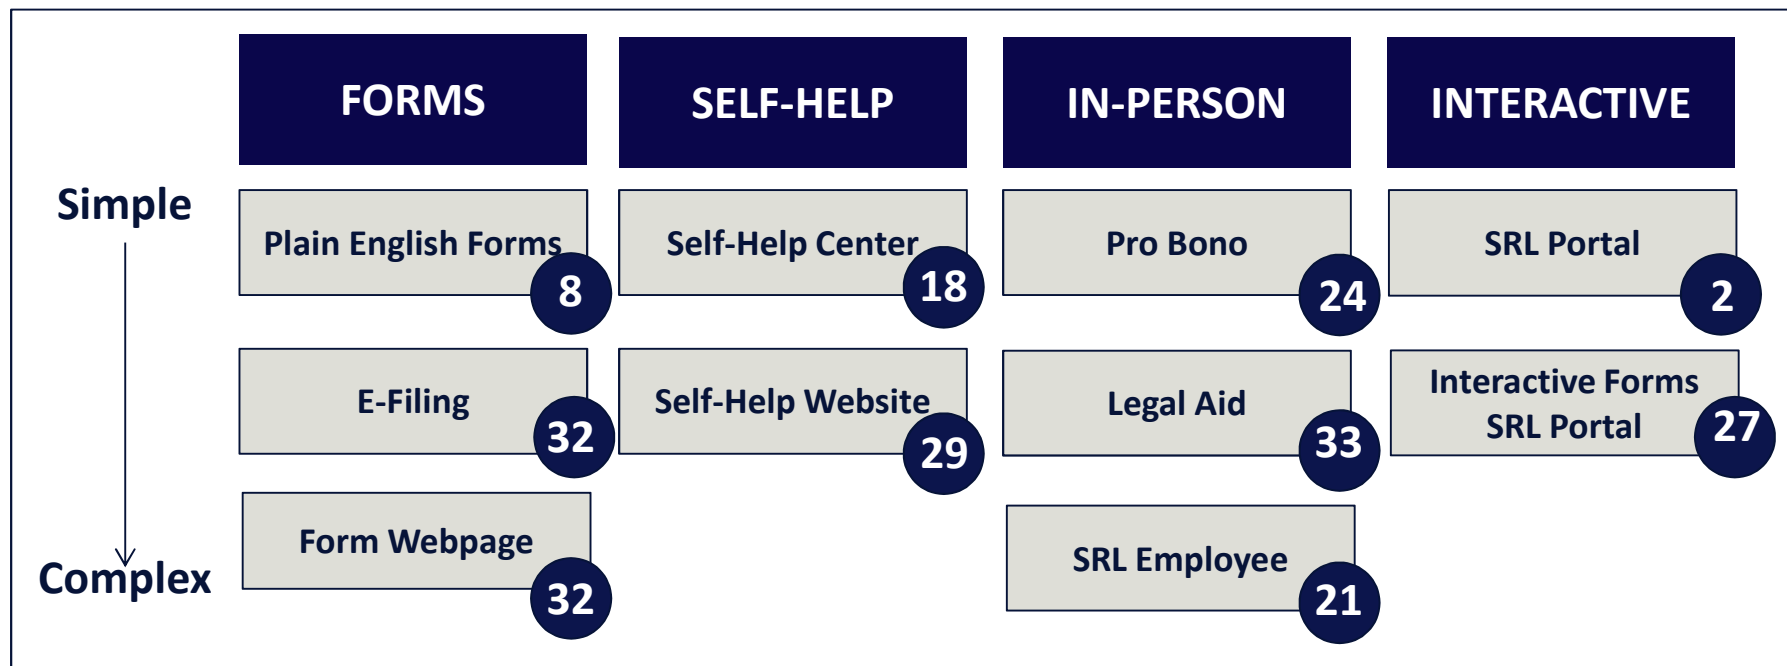 FORMS
SELF-HELP
IN-PERSON
INTERACTIVE
Simple
Plain English Forms
8
Self-Help Center
18
Pro Bono
24
SRL Portal
2
E-Filing
32
Self-Help Website
29
Legal Aid
33
Interactive Forms
SRL Portal
27
Complex
Form Webpage
32
SRL Employee
21